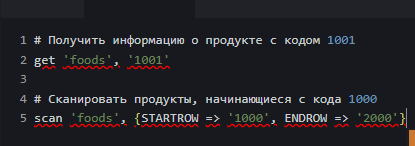 1 # Получить информацию о продукте с кодом 1001
2 get 'foods', '1001'
3
4 # Сканировать продукты, начинающиеся с кода 1000
5 scan 'foods', {STARTROW => '1000', ENDROW => '2000'}